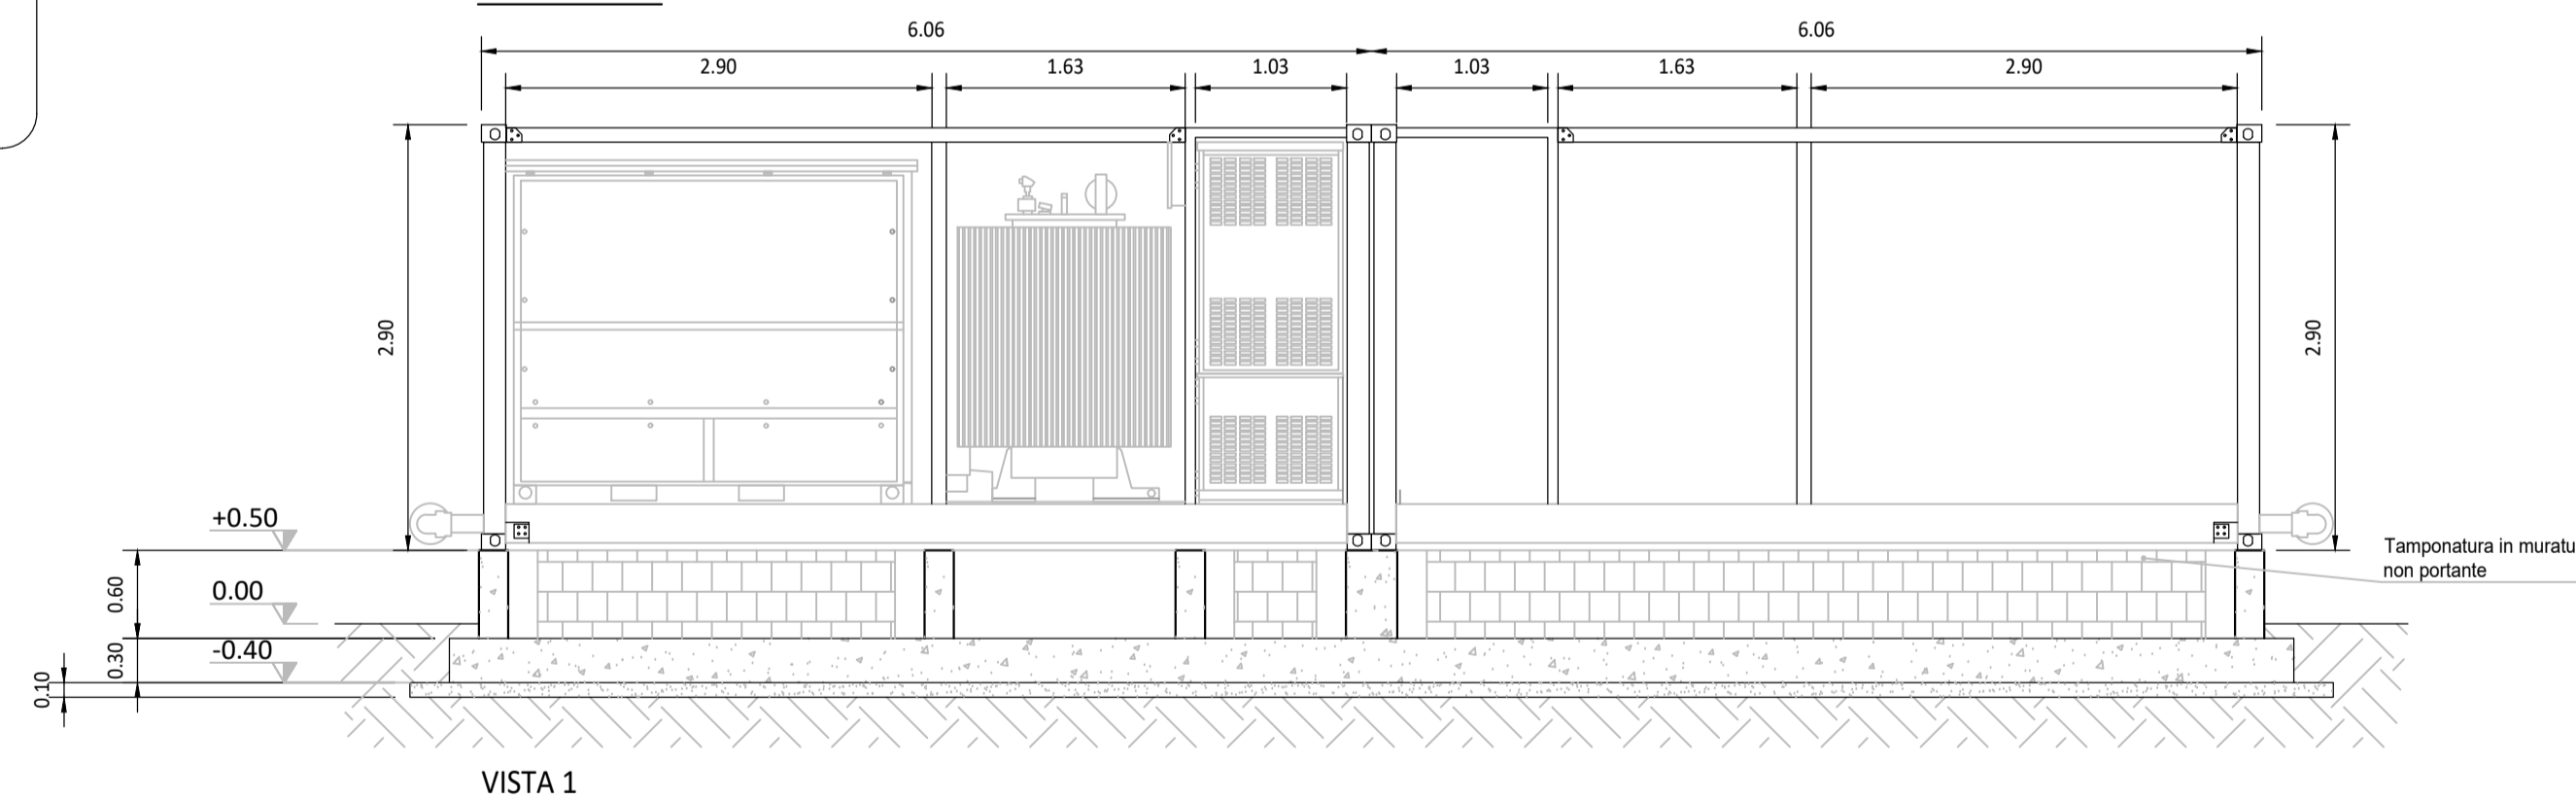 6.06 6.06
2.90 1.63 1.03 1.03 1.63 2.90
2.90 2.90
+0.50
Tamponatura in muratu
non portante
0.60
0.00
0.30
-0.40
0.10
VISTA 1